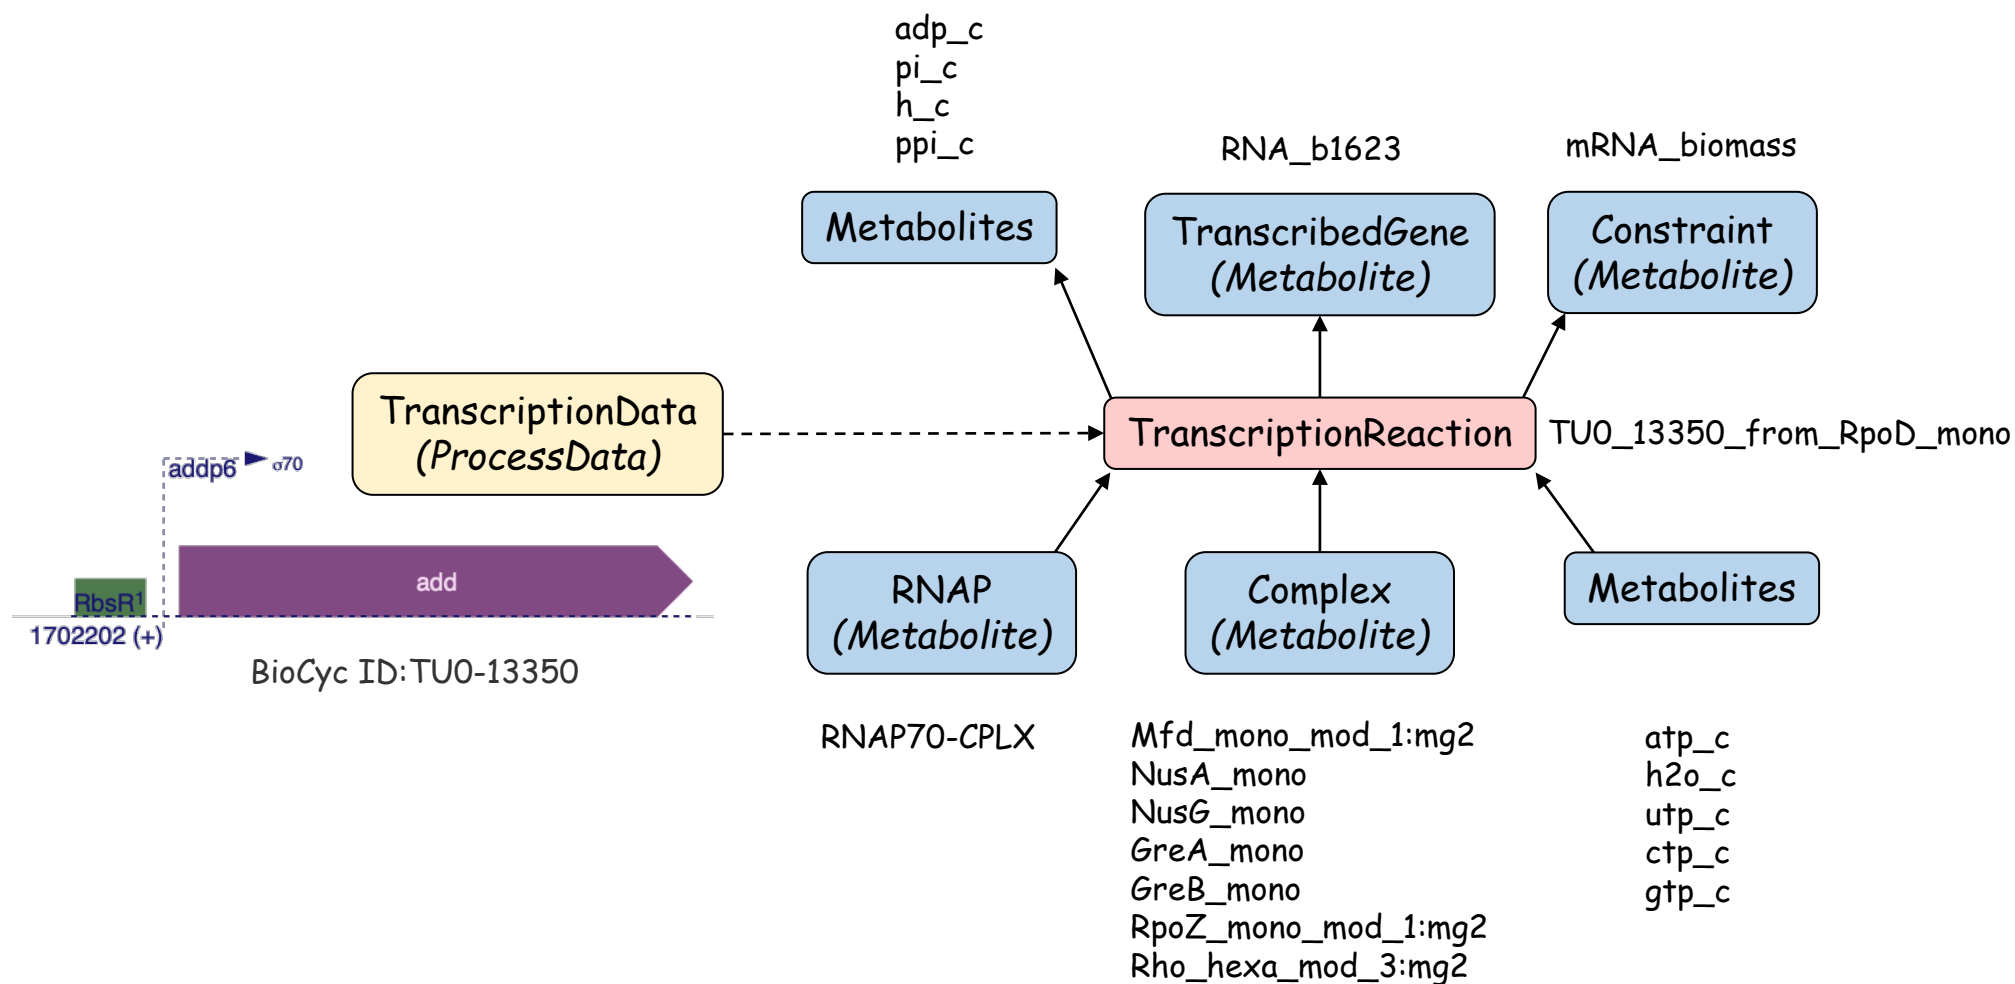 adp_c
pi_c
h_c
ppi_c
RNA_b1623
mRNA_biomass
Metabolites
TranscribedGene
(Metabolite)
Constraint
(Metabolite)
TranscriptionData
(ProcessData)
TranscriptionReaction
TU0_13350_from_RpoD_mono
addp6
σ70
add
RbsR¹
1702202 (+)
BioCyc ID:TU0-13350
RNAP
(Metabolite)
Complex
(Metabolite)
Metabolites
RNAP70-CPLX
Mfd_mono_mod_1:mg2
NusA_mono
NusG_mono
GreA_mono
GreB_mono
RpoZ_mono_mod_1:mg2
Rho_hexa_mod_3:mg2
atp_c
h2o_c
utp_c
ctp_c
gtp_c